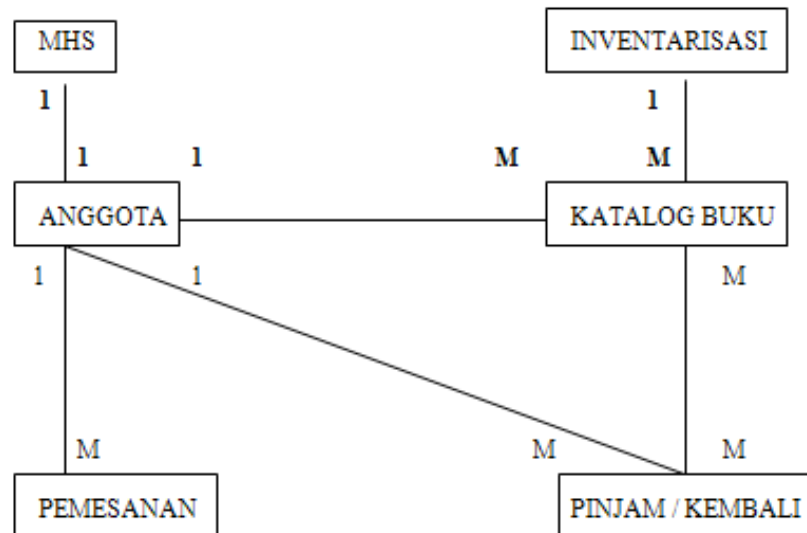 MHS INVENTARISASI
1 1
1 1 M M
ANGGOTA KATALOG BUKU
1 1 M
M M M
PEMESANAN PINJAM / KEMBALI